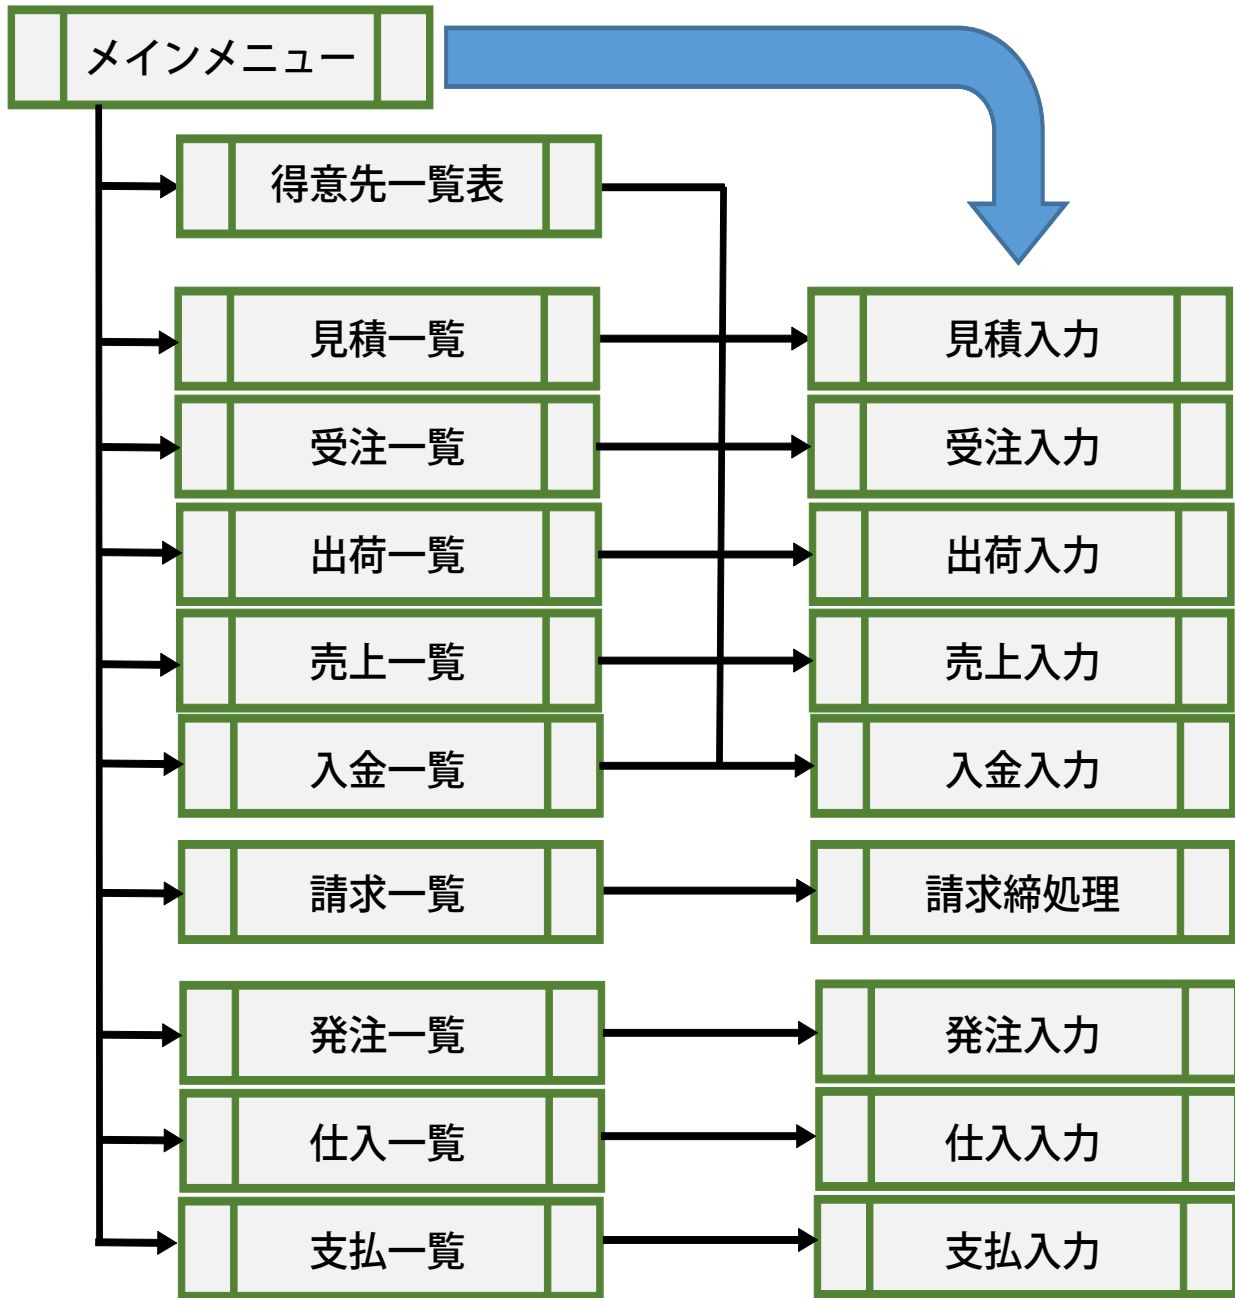 メインメニュー
得意先一覧表
見積一覧
見積入力
受注一覧
受注入力
出荷一覧
出荷入力
売上一覧
売上入力
入金一覧
入金入力
請求一覧
請求締処理
発注一覧
発注入力
仕入一覧
仕入入力
支払一覧
支払入力